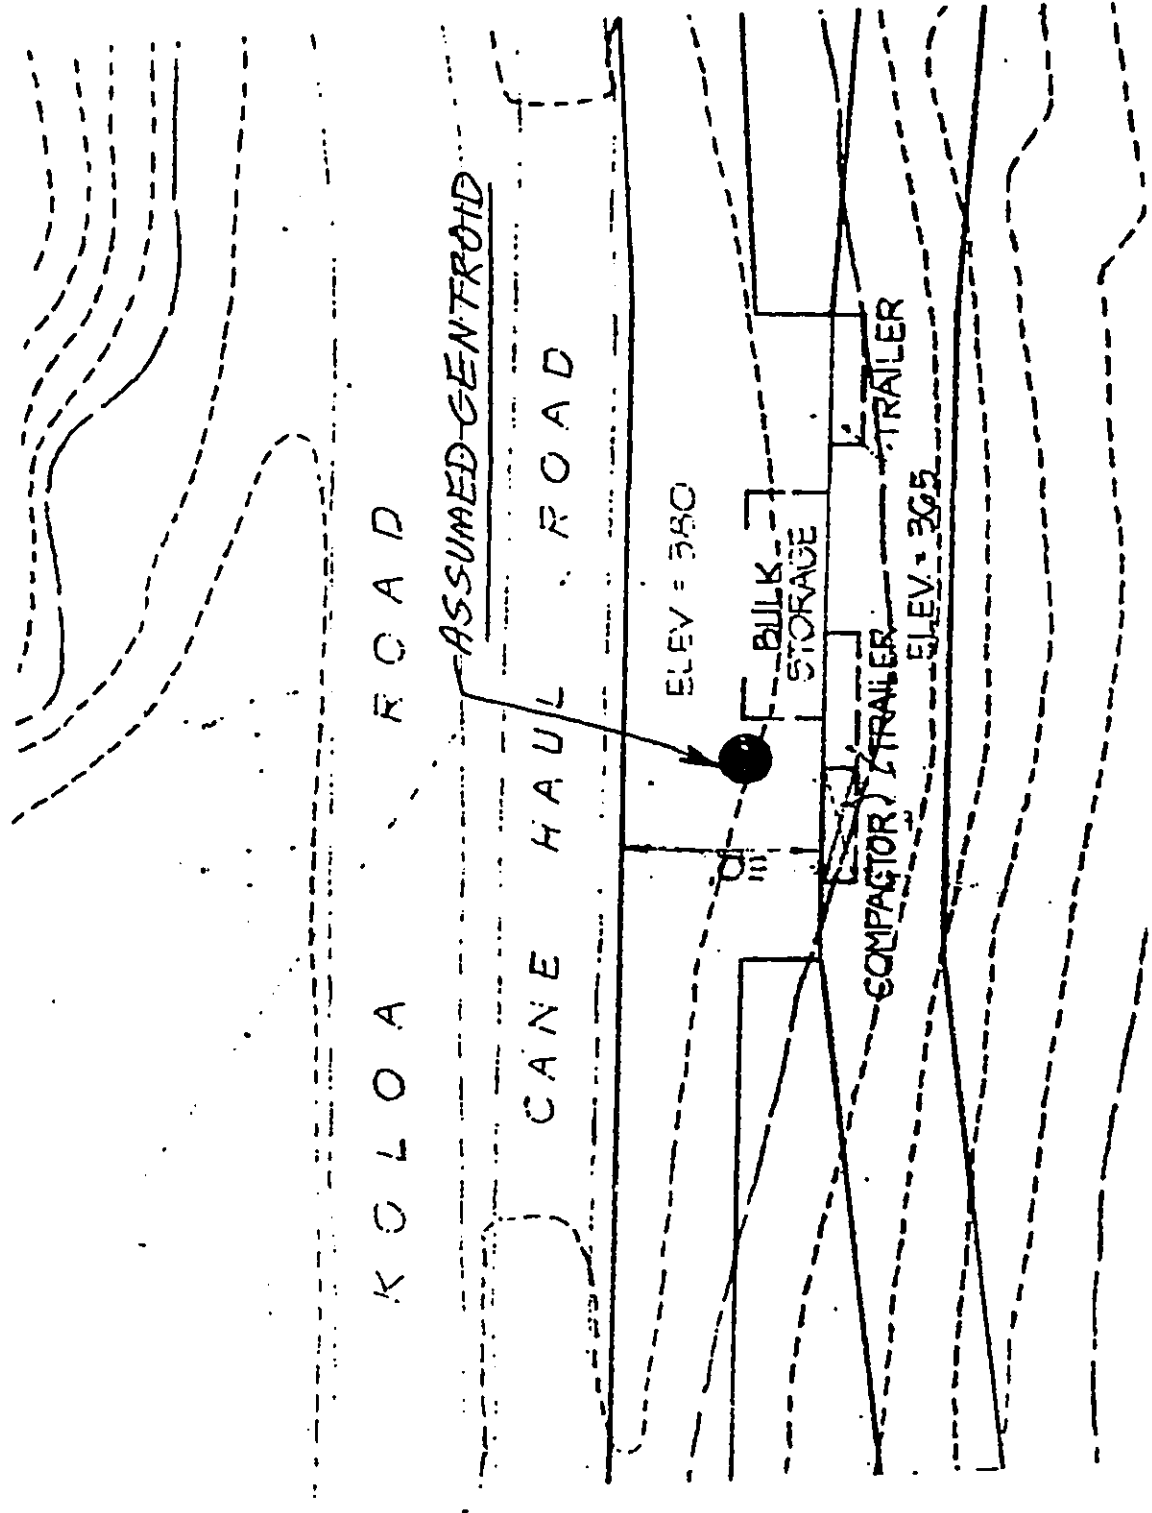 KOLOA ROAD
ASSUMED CENTROID
CANE HAUL ROAD
ELEV = 380
BULK
STORAGE
TRAILER
COMPACTOR
TRAILER
ELEV = 365